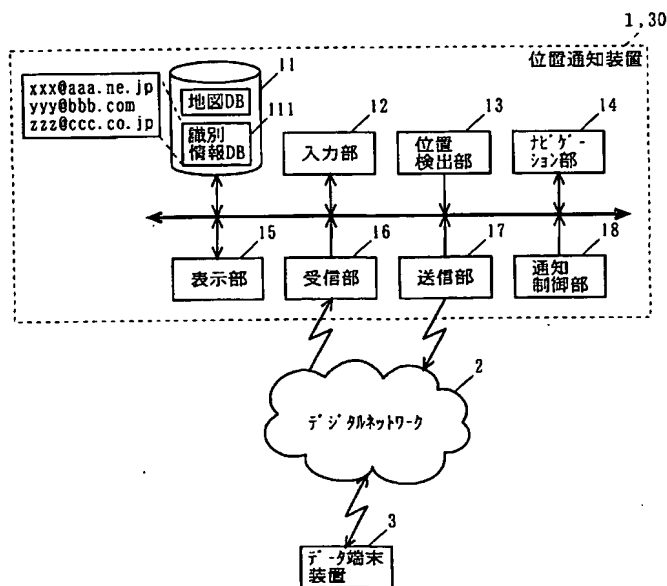 1,30
位置通知装置
xxx@aaa.ne.jp
yyy@bbb.com
zzz@ccc.co.jp
11
地図DB
111
識別
情報DB
12
入力部
13
位置
検出部
14
ナビゲー
ション部
15
表示部
16
受信部
17
送信部
18
通知
制御部
2
デジタルネットワーク
3
データ端末
装置